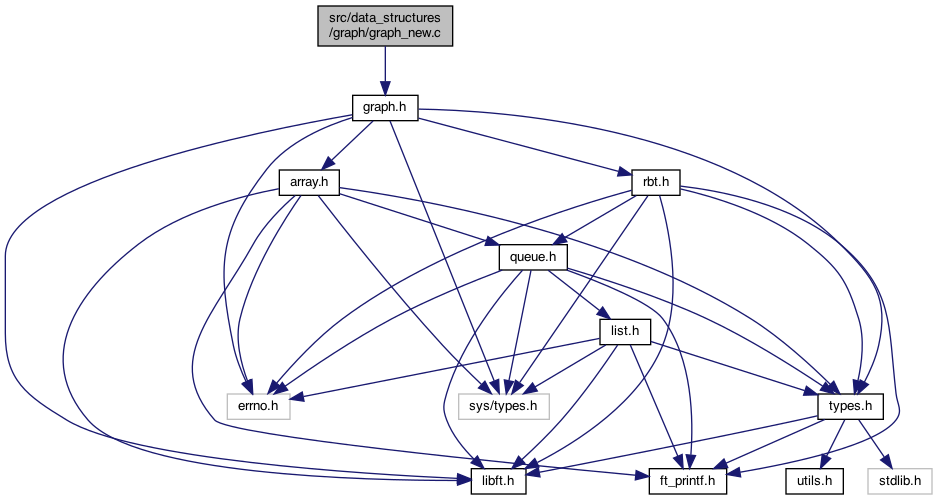 src/data_structures
/graph/graph_new.c
graph.h
array.h
rbt.h
queue.h
list.h
errno.h
sys/types.h
types.h
libft.h
ft_printf.h
utils.h
stdlib.h